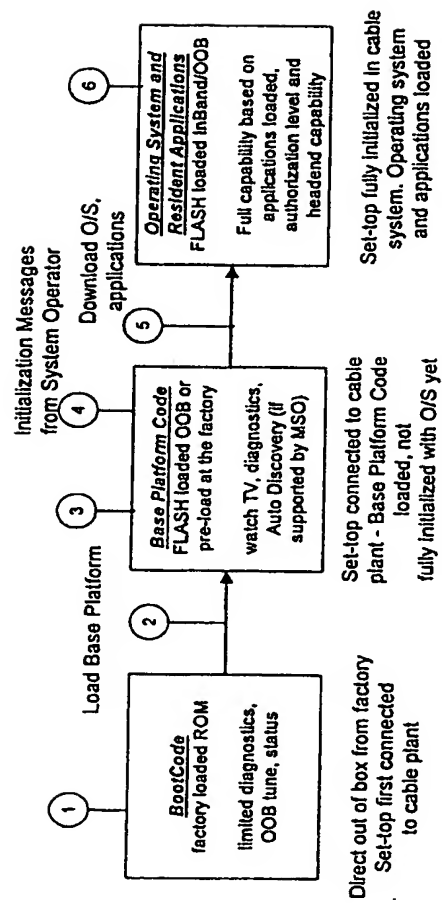 1
BootCode
factory loaded ROM
limited diagnostics,
OOB tune, status
Direct out of box from factory
Set-top first connected
to cable plant
Load Base Platform
2
3
Initialization Messages
from System Operator
4
Base Platform Code
FLASH loaded OOB or
pre-load at the factory
watch TV, diagnostics,
Auto Discovery (if
supported by MSO)
Set-top connected to cable
plant - Base Platform Code
loaded, not
fully initialized with O/S yet
Download O/S,
applications
5
6
Operating System and
Resident Applications
FLASH loaded InBand/OOB
Full capability based on
applications loaded,
authorization level and
headend capability
Set-top fully initialized in cable
system. Operating system
and applications loaded